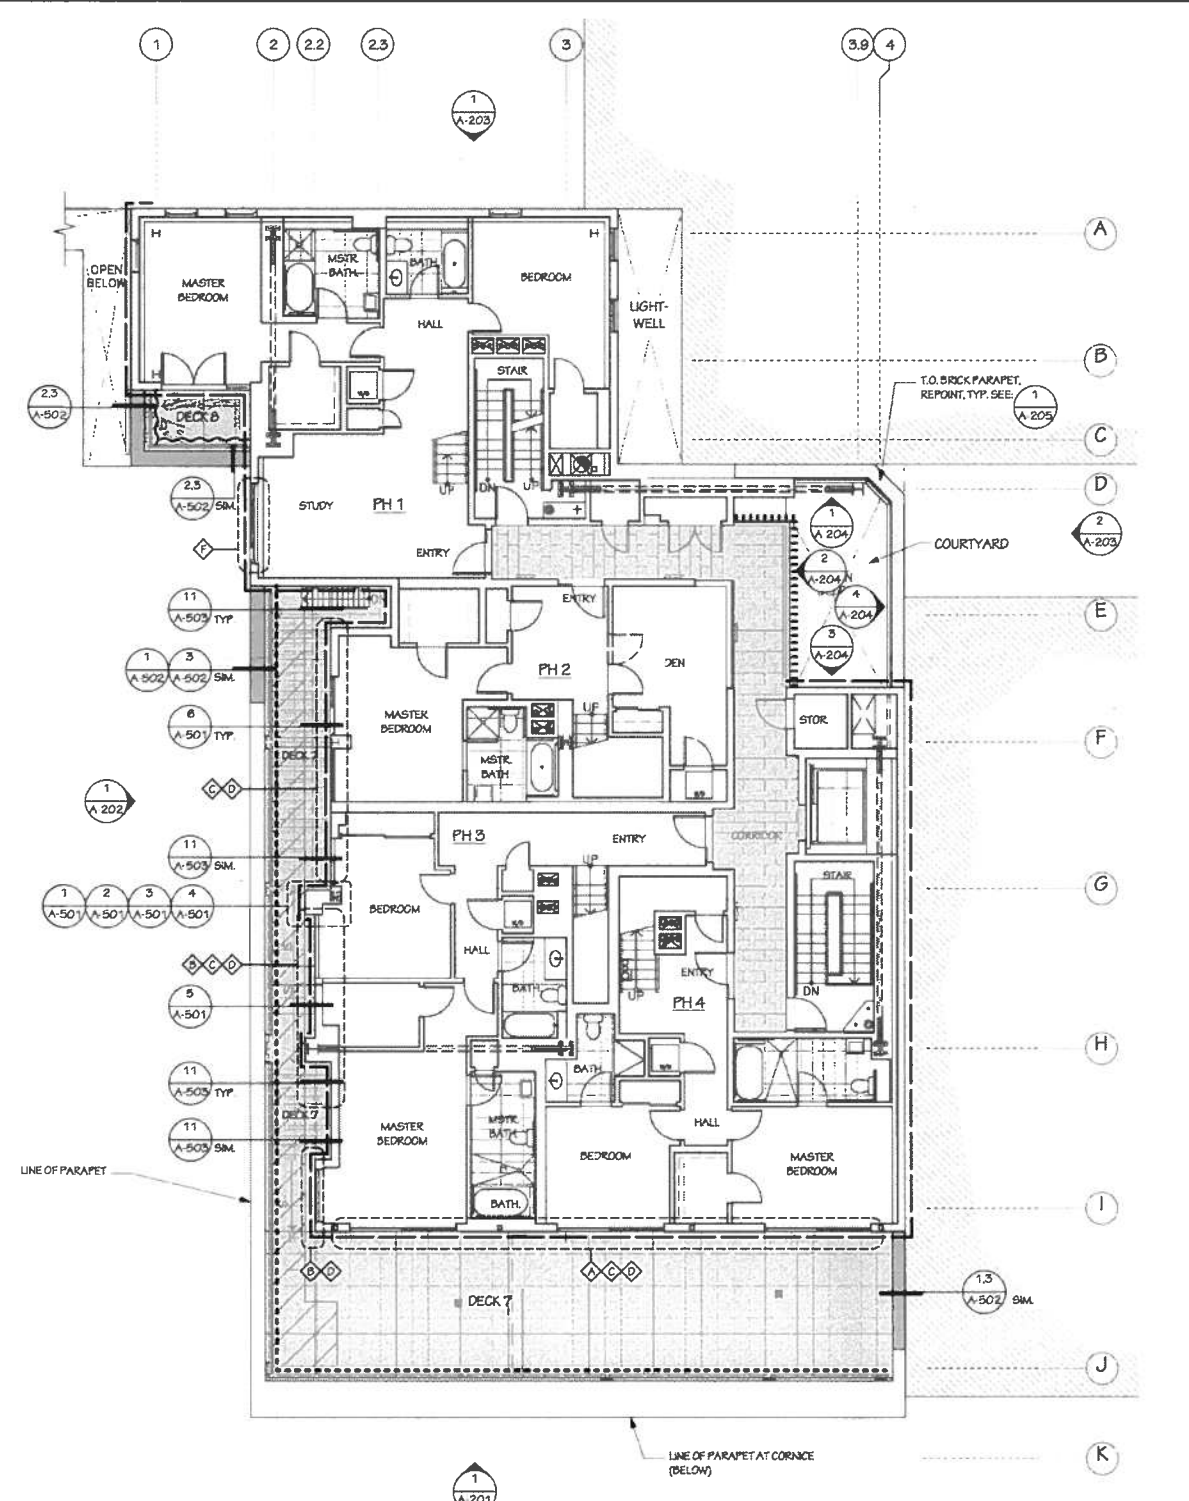 1
2
2.2
2.3
3
3.9
4
1
A-203
A
OPEN
BELOW
MASTER
BEDROOM
MSTR.
BATH
BATH
BEDROOM
LIGHT-
WELL
HALL
B
STAIR
T.O. BRICK PARAPET,
REPOINT, TYP. SEE:
1
A-205
2,3
A-502
DECK 8
C
UP
DN
UP
D
2,3
A-502
SIM.
STUDY
PH 1
1
A 204
COURTYARD
2
A-203
F
ENTRY
2
A-204
11
A-503
TYP
ENTRY
4
A-204
E
3
A-204
1
A-502
3
A-502
SIM.
PH 2
DEN
6
A-501
TYP.
MASTER
BEDROOM
UP
STOR
F
DECK 7
MSTR.
BATH
C
D
1
A 202
PH 3
ENTRY
CORRIDOR
11
A-503
SIM.
UP
STAIR
G
1
A-501
2
A-501
3
A-501
4
A-501
BEDROOM
HALL
B
C
D
ENTRY
UP
PH 4
DN
BATH
5
A-501
H
BATH
11
A-503
TYP
DECK 7
MSTR.
BATH
HALL
11
A-503
SIM.
MASTER
BEDROOM
BEDROOM
MASTER
BEDROOM
LINE OF PARAPET
BATH.
I
B
D
A
C
D
DECK 7
1,3
A-502
SIM.
J
LINE OF PARAPET AT CORNICE
(BELOW)
K
1
A-201